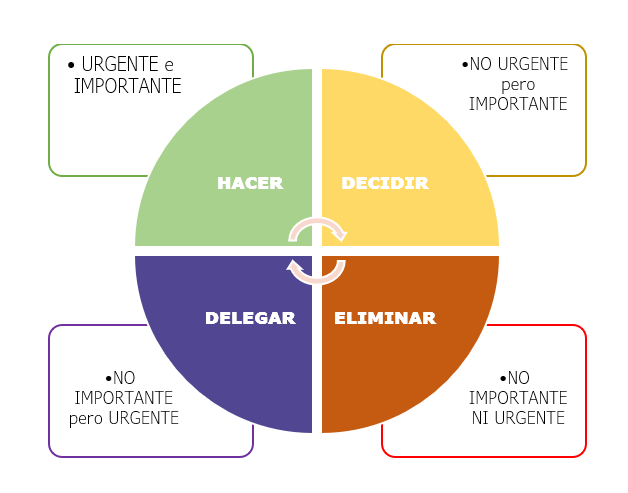 • URGENTE e
IMPORTANTE
•NO URGENTE
pero
IMPORTANTE
HACER
DECIDIR
DELEGAR
ELIMINAR
•NO
IMPORTANTE
pero URGENTE
•NO
IMPORTANTE
NI URGENTE